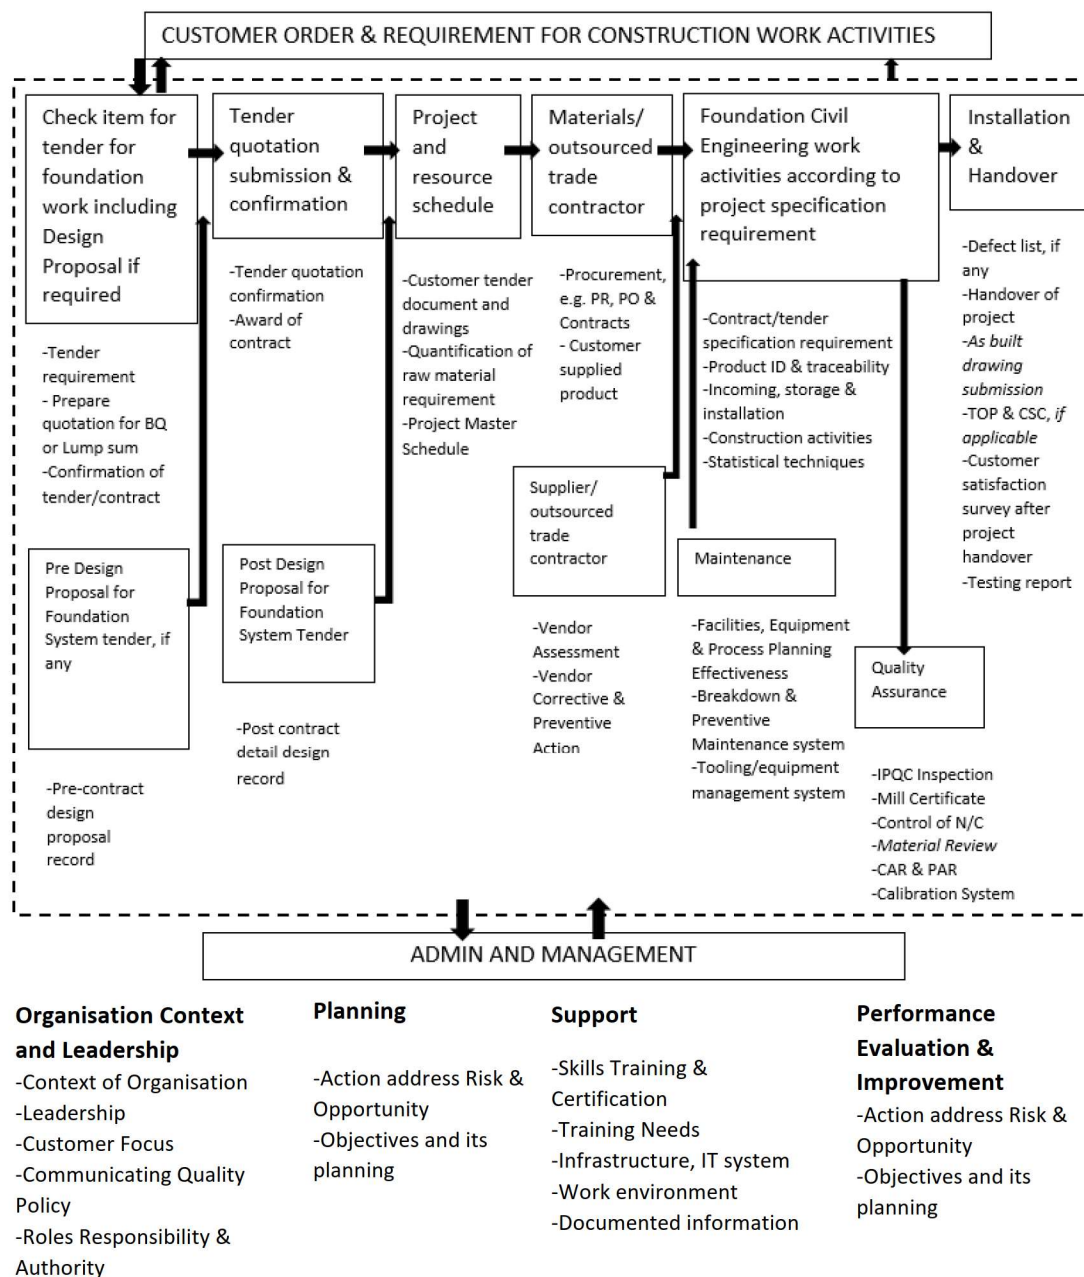 CUSTOMER ORDER & REQUIREMENT FOR CONSTRUCTION WORK ACTIVITIES
Check item for
tender for
foundation
work including
Design
Proposal if
required
-Tender
requirement
- Prepare
quotation for BQ
or Lump sum
-Confirmation of
tender/contract
Pre Design
Proposal for
Foundation
System tender, if
any
-Pre-contract
design
proposal
record
Tender
quotation
submission &
confirmation
-Tender quotation
confirmation
-Award of
contract
Post Design
Proposal for
Foundation
System Tender
-Post contract
detail design
record
Project
and
resource
schedule
-Customer tender
document and
drawings
-Quantification of
raw material
requirement
-Project Master
Schedule
Materials/
outsourced
trade
contractor
-Procurement,
e.g. PR, PO &
Contracts
- Customer
supplied
product
Supplier/
outsourced
trade
contractor
-Vendor
Assessment
-Vendor
Corrective &
Preventive
Action
Foundation Civil
Engineering work
activities according to
project specification
requirement
-Contract/tender
specification requirement
-Product ID & traceability
-Incoming, storage &
installation
-Construction activities
-Statistical techniques
Maintenance
-Facilities, Equipment
& Process Planning
Effectiveness
-Breakdown &
Preventive
Maintenance system
-Tooling/equipment
management system
Quality
Assurance
-IPQC Inspection
-Mill Certificate
-Control of N/C
-Material Review
-CAR & PAR
-Calibration System
Installation
&
Handover
-Defect list, if
any
-Handover of
project
-As built
drawing
submission
-TOP & CSC, if
applicable
-Customer
satisfaction
survey after
project
handover
-Testing report
ADMIN AND MANAGEMENT
Organisation Context
and Leadership
-Context of Organisation
-Leadership
-Customer Focus
-Communicating Quality
Policy
-Roles Responsibility &
Authority
Planning
-Action address Risk &
Opportunity
-Objectives and its
planning
Support
-Skills Training &
Certification
-Training Needs
-Infrastructure, IT system
-Work environment
-Documented information
Performance
Evaluation &
Improvement
-Action address Risk &
Opportunity
-Objectives and its
planning